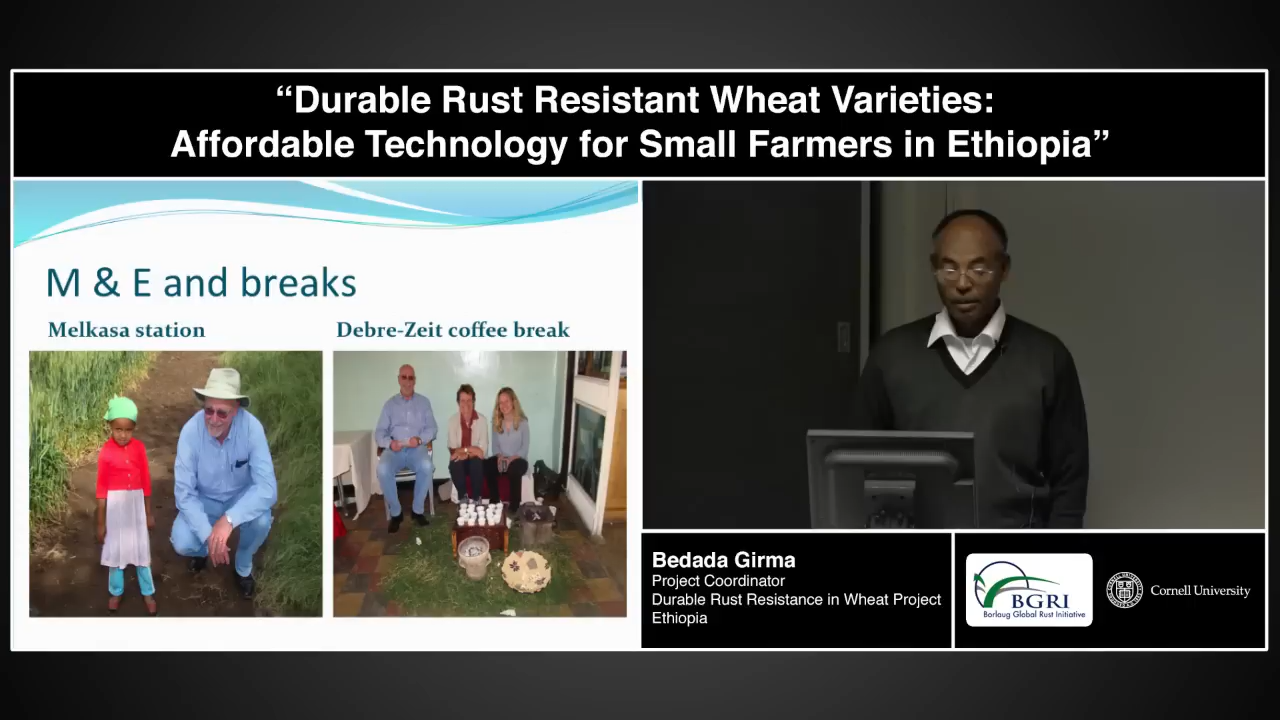 “Durable Rust Resistant Wheat Varieties:
Affordable Technology for Small Farmers in Ethiopia”
M & E and breaks
Melkasa station
Debre-Zeit coffee break
Bedada Girma
Project Coordinator
Durable Rust Resistance in Wheat Project
Ethiopia
BGRI
Borloug Global Rust Initiative
Cornell University